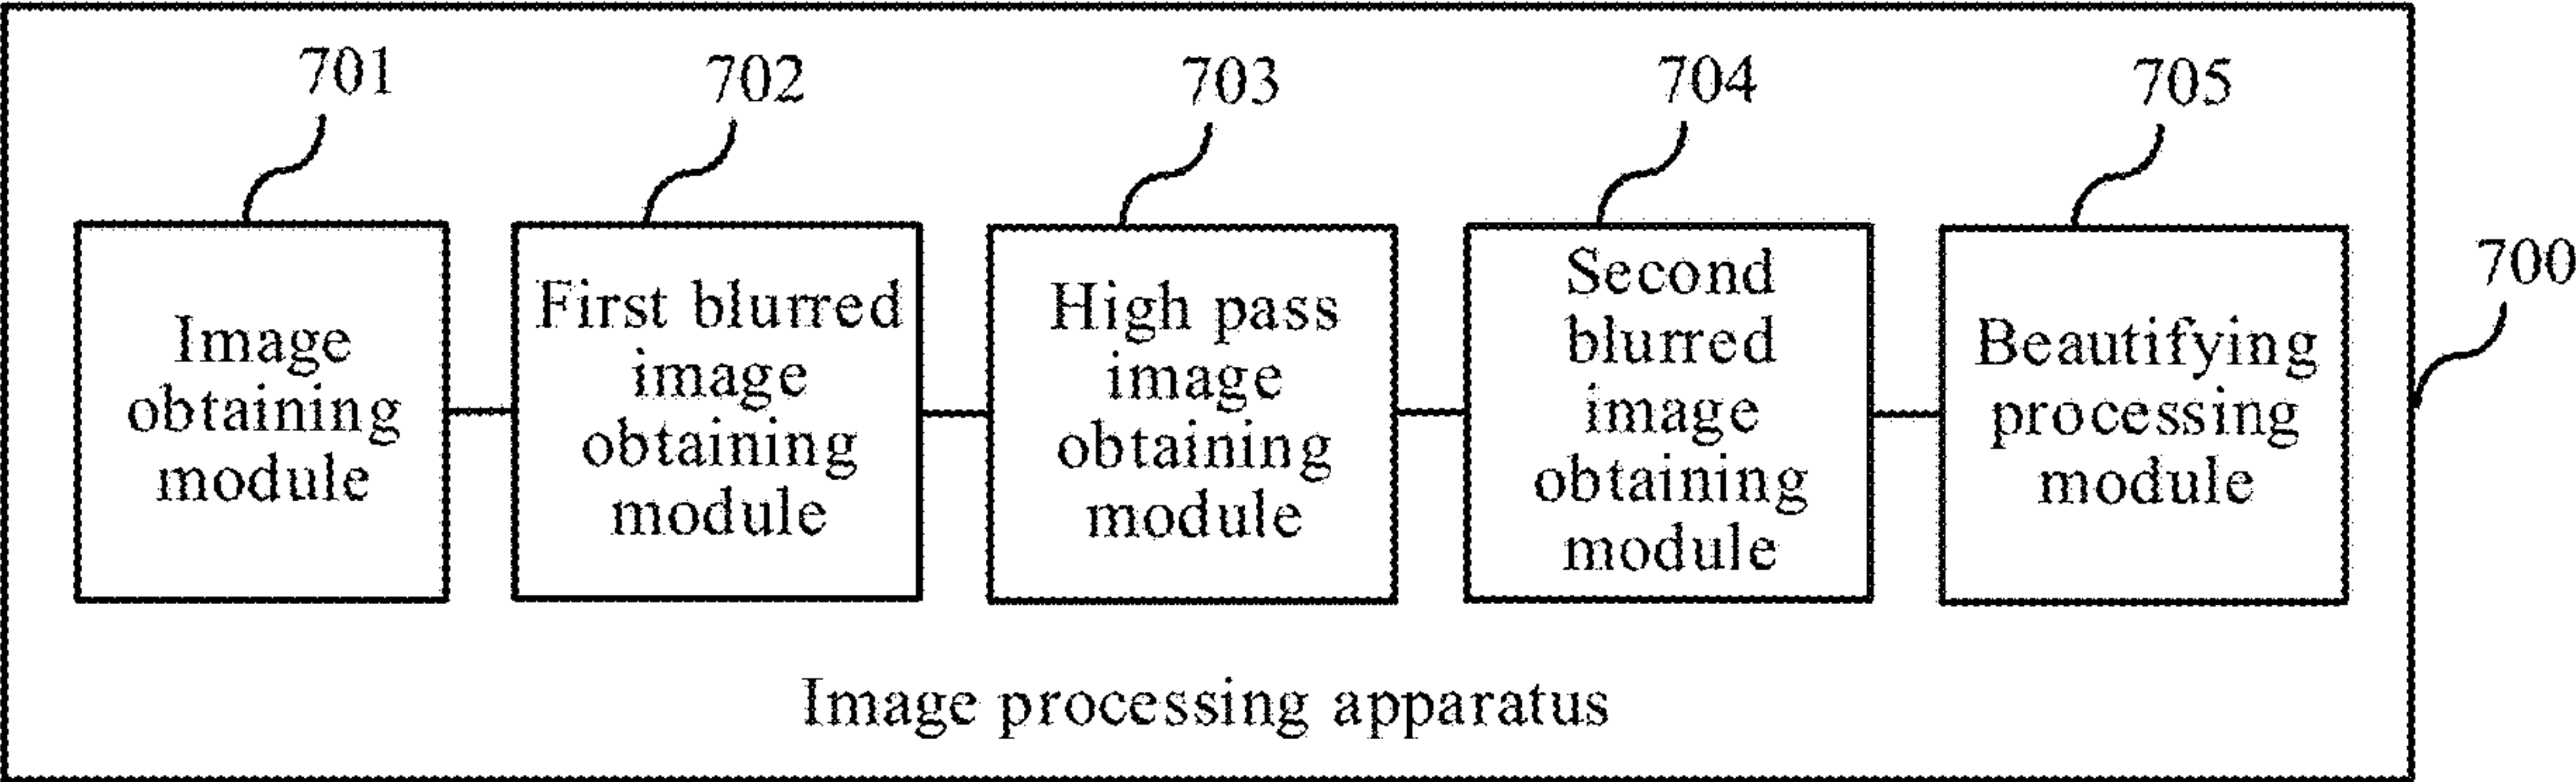 701
702
703
704
705
700
Image
obtaining
module
First blurred
image
obtaining
module
High pass
image
obtaining
module
Second
blurred
image
obtaining
module
Beautifying
processing
module
Image processing apparatus